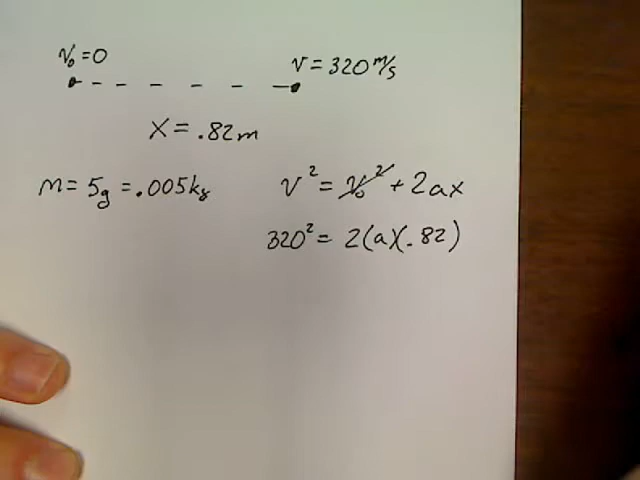 v₀=0
v=320 m/s
x=.82m
m=5g=.005kg
v²=v₀²+2ax
320²=2(a)(.82)